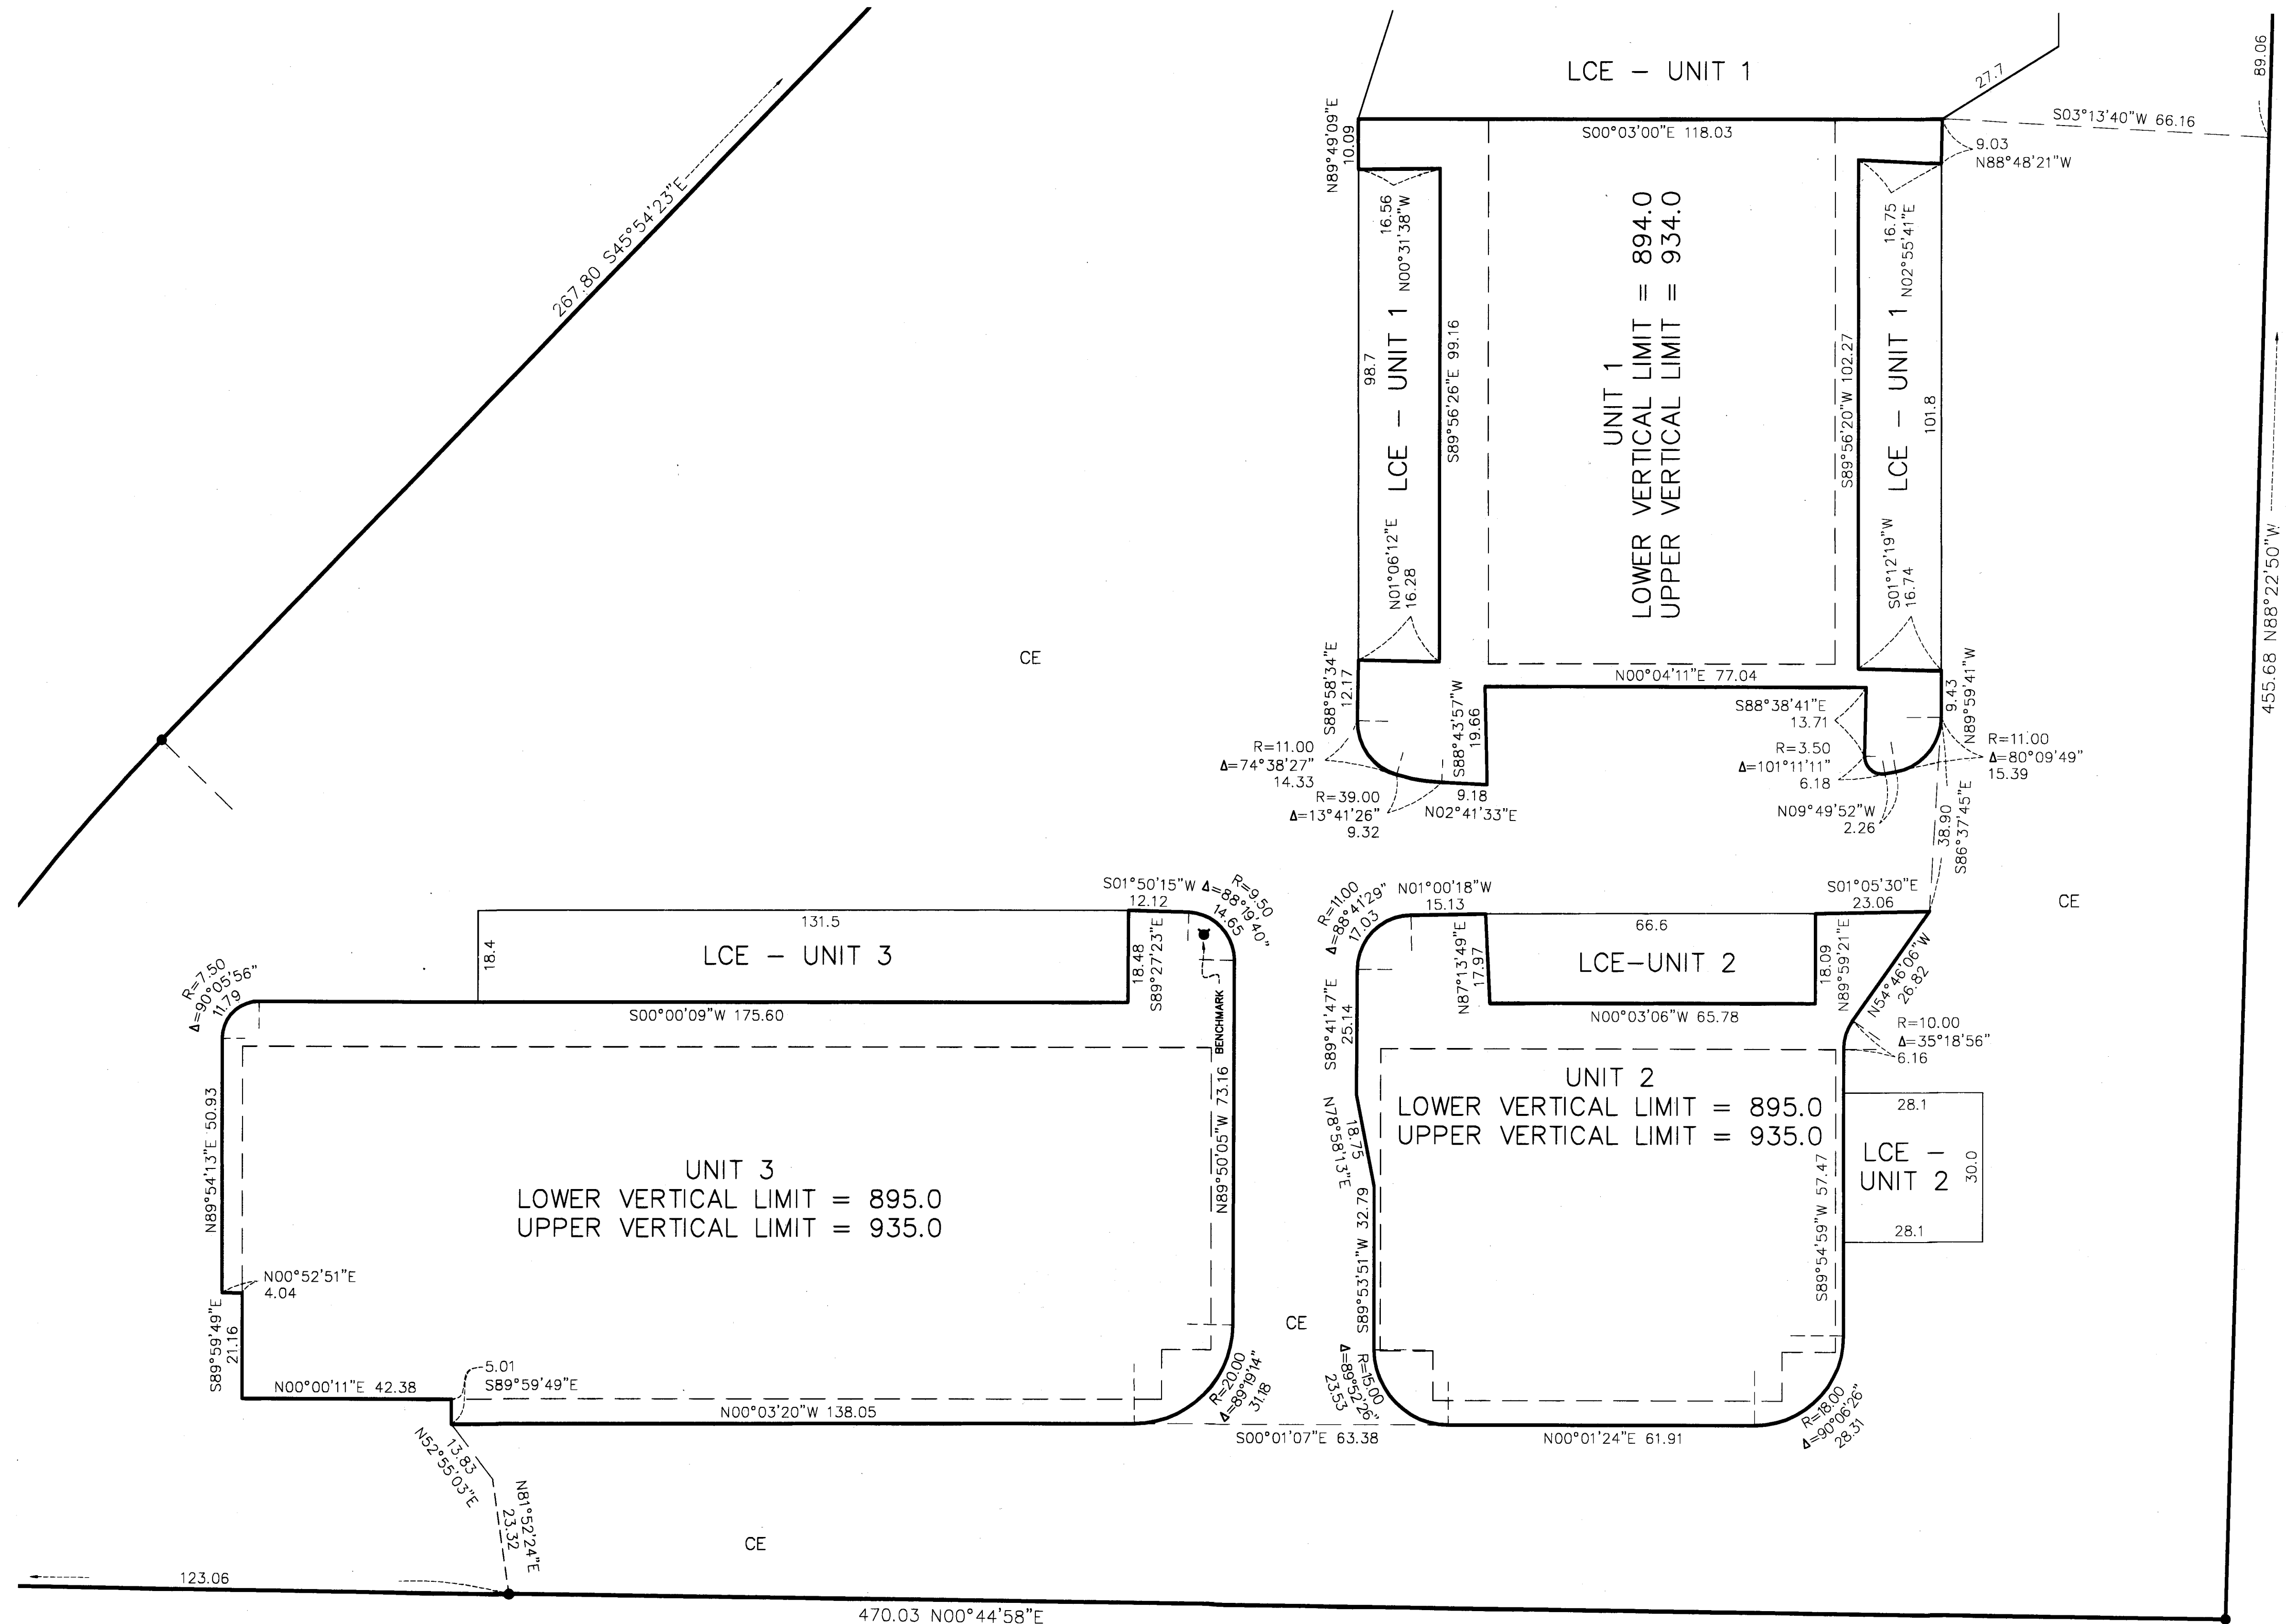 LCE - UNIT 1
27.7
89.06
S03°13'40"W 66.16
N89°49'09"E
10.09
S00°03'00"E 118.03
9.03
N88°48'21"W
267.80 S45°54'23"E
16.56
N00°31'38"W
98.7
LCE - UNIT 1
S89°56'26"E 99.16
N01°06'12"E
16.28
UNIT 1
LOWER VERTICAL LIMIT = 894.0
UPPER VERTICAL LIMIT = 934.0
S89°56'20"W 102.27
16.75
N02°55'41"E
LCE - UNIT 1
101.8
S01°12'19"W
16.74
455.68 N88°22'50"W
CE
S88°58'34"E
12.17
N00°04'11"E 77.04
S88°43'57"W
19.66
S88°38'41"E
13.71
9.43
N89°59'41"W
R=11.00
Δ=74°38'27"
14.33
R=39.00
Δ=13°41'26"
9.32
9.18
N02°41'33"E
R=3.50
Δ=101°11'11"
6.18
N09°49'52"W
2.26
R=11.00
Δ=80°09'49"
15.39
38.90
S86°37'45"E
CE
S01°50'15"W
12.12
R=9.50
Δ=88°19'40"
14.65
R=11.00
Δ=88°41'29"
17.03
N01°00'18"W
15.13
S01°05'30"E
23.06
131.5
18.4
LCE - UNIT 3
18.48
S89°27'23"E
66.6
N87°13'49"E
17.97
LCE-UNIT 2
18.09
N89°59'21"E
N54°46'06"W
26.82
R=7.50
Δ=90°05'56"
11.79
S00°00'09"W 175.60
BENCHMARK
S89°41'47"E
25.14
N00°03'06"W 65.78
R=10.00
Δ=35°18'56"
6.16
N89°54'13"E 50.93
N89°50'05"W 73.16
18.75
N78°58'13"E
UNIT 2
LOWER VERTICAL LIMIT = 895.0
UPPER VERTICAL LIMIT = 935.0
28.1
LCE -
UNIT 2
30.0
28.1
UNIT 3
LOWER VERTICAL LIMIT = 895.0
UPPER VERTICAL LIMIT = 935.0
S89°53'51"W 32.79
S89°54'59"W 57.47
N00°52'51"E
4.04
S89°59'49"E
21.16
CE
5.01
S89°59'49"E
N00°00'11"E 42.38
N00°03'20"W 138.05
R=20.00
Δ=89°19'14"
31.18
R=15.00
Δ=89°52'26"
23.53
S00°01'07"E 63.38
N00°01'24"E 61.91
R=18.00
Δ=90°06'26"
28.31
13.83
N52°55'03"E
N81°52'24"E
23.32
CE
123.06
470.03 N00°44'58"E